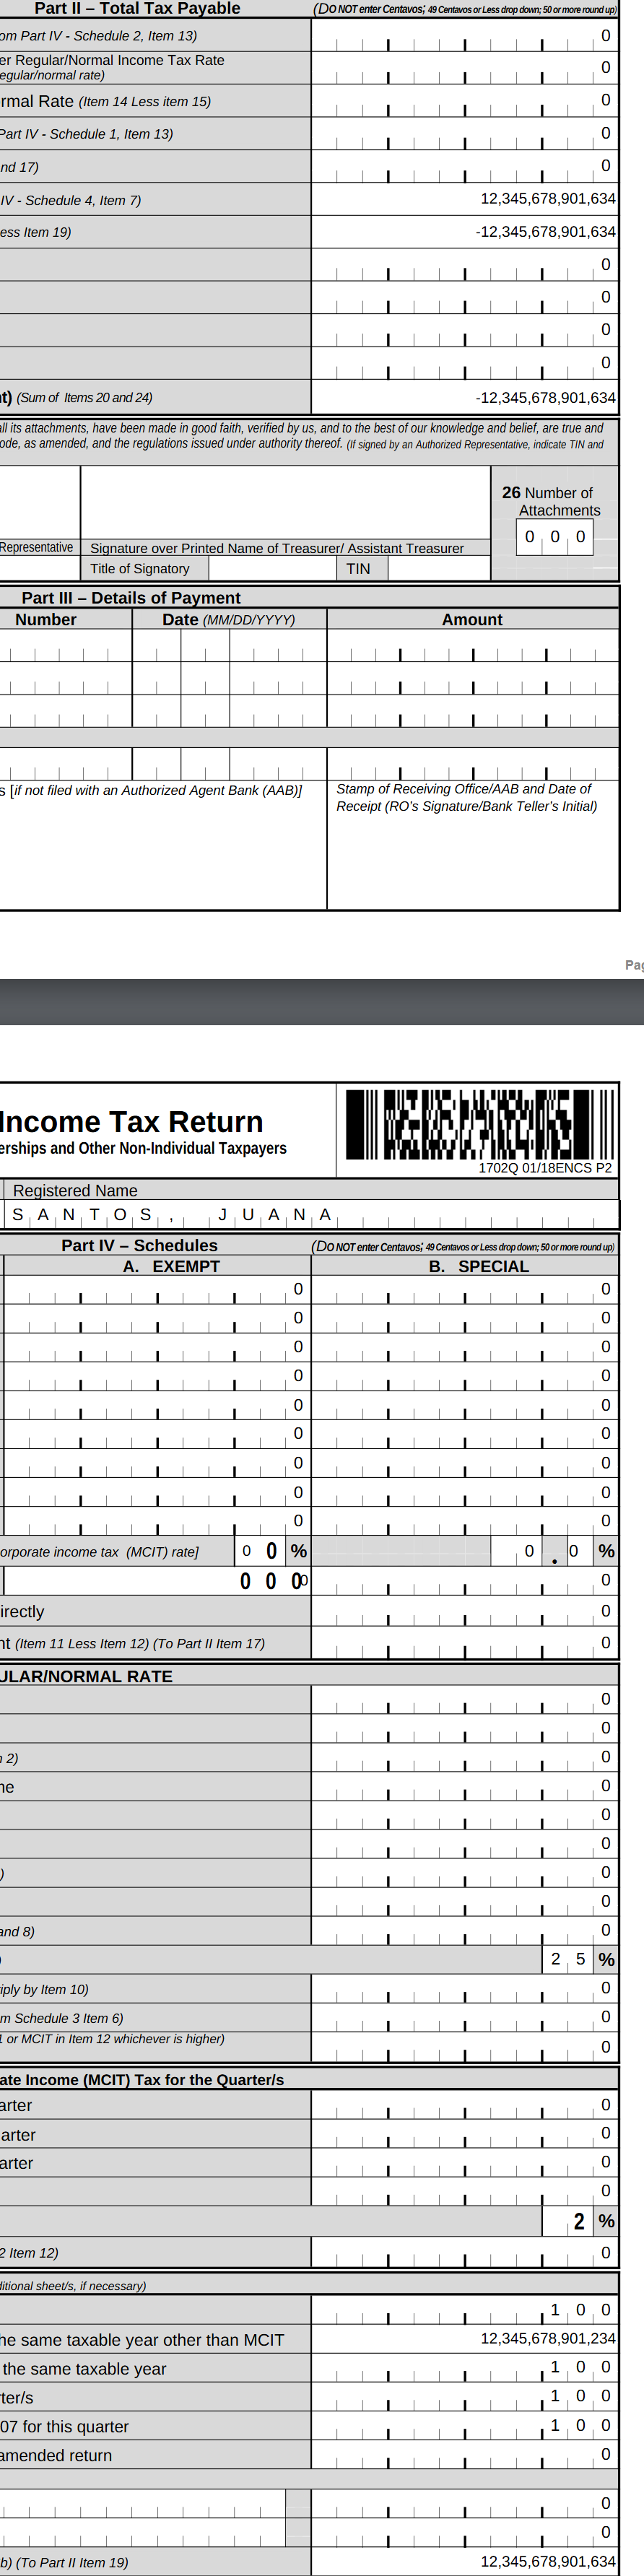 Part II – Total Tax Payable (DO NOT enter Centavos; 49 Centavos or Less drop down; 50 or more round up)
om Part IV - Schedule 2, Item 13) 0
er Regular/Normal Income Tax Rate
egular/normal rate) 0
rmal Rate (Item 14 Less item 15) 0
Part IV - Schedule 1, Item 13) 0
nd 17) 0
IV - Schedule 4, Item 7) 12,345,678,901,634
ess Item 19) -12,345,678,901,634
0
0
0
0
t) (Sum of Items 20 and 24) -12,345,678,901,634
all its attachments, have been made in good faith, verified by us, and to the best of our knowledge and belief, are true and
ode, as amended, and the regulations issued under authority thereof. (If signed by an Authorized Representative, indicate TIN and
26 Number of
Attachments
0 0 0
Representative Signature over Printed Name of Treasurer/ Assistant Treasurer
Title of Signatory TIN
Part III – Details of Payment
Number Date (MM/DD/YYYY) Amount
s [if not filed with an Authorized Agent Bank (AAB)] Stamp of Receiving Office/AAB and Date of
Receipt (RO's Signature/Bank Teller's Initial)
Pag
Income Tax Return
erships and Other Non-Individual Taxpayers
1702Q 01/18ENCS P2
Registered Name
SANTOS, JUANA
Part IV – Schedules (DO NOT enter Centavos; 49 Centavos or Less drop down; 50 or more round up)
A. EXEMPT B. SPECIAL
0 0
0 0
0 0
0 0
0 0
0 0
0 0
0 0
0 0
orporate income tax (MCIT) rate] 0 0 % 0 . 0 %
0 0 0 0 0
irectly 0
nt (Item 11 Less Item 12) (To Part II Item 17) 0
ULAR/NORMAL RATE
0
0
n 2) 0
ne 0
0
0
) 0
0
and 8) 0
) 2 5 %
iply by Item 10) 0
m Schedule 3 Item 6) 0
1 or MCIT in Item 12 whichever is higher) 0
ate Income (MCIT) Tax for the Quarter/s
arter 0
uarter 0
arter 0
0
2 %
2 Item 12) 0
ditional sheet/s, if necessary)
1 0 0
he same taxable year other than MCIT 12,345,678,901,234
the same taxable year 1 0 0
ter/s 1 0 0
07 for this quarter 1 0 0
amended return 0
0
0
b) (To Part II Item 19) 12,345,678,901,634